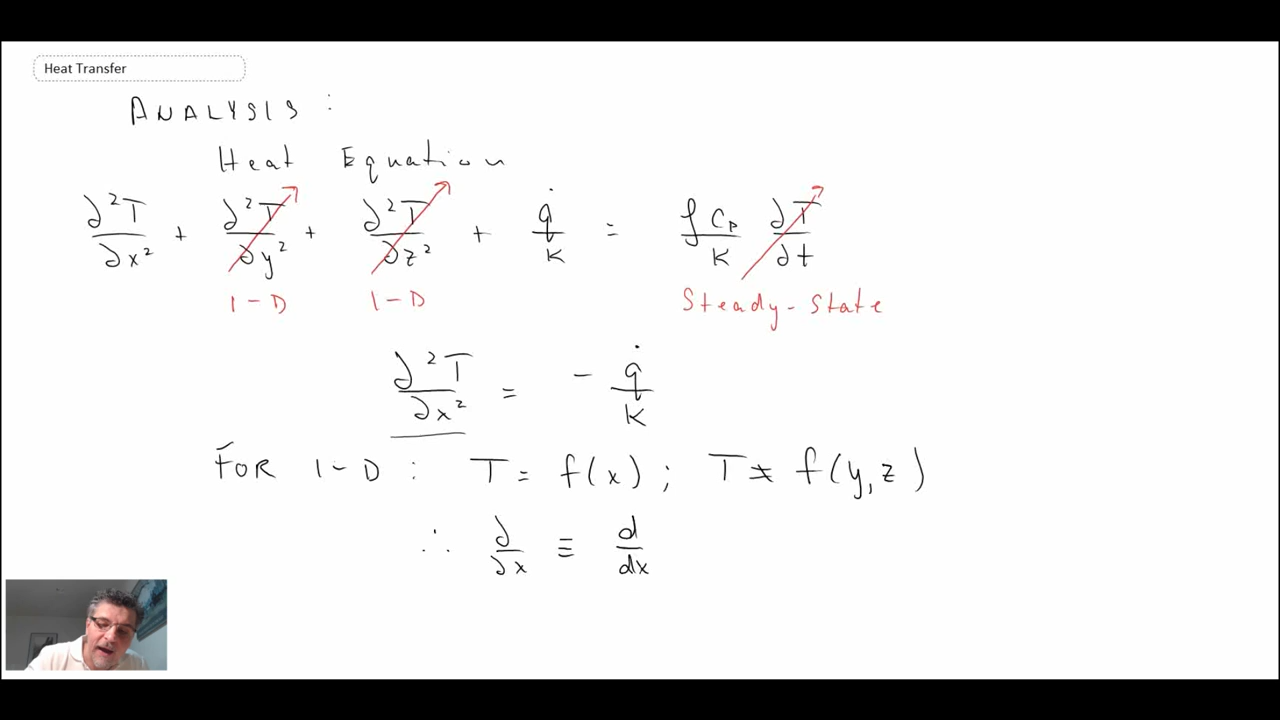 Heat Transfer
ANALYSIS :
Heat Equation
∂²T/∂x² + ∂²T/∂y² + ∂²T/∂z² + q̇/k = ρ Cp/k ∂T/∂t
1-D 1-D Steady-State
∂²T/∂x² = - q̇/k
FOR 1-D : T = f(x) ; T ≠ f(y,z)
∴ ∂/∂x ≡ d/dx